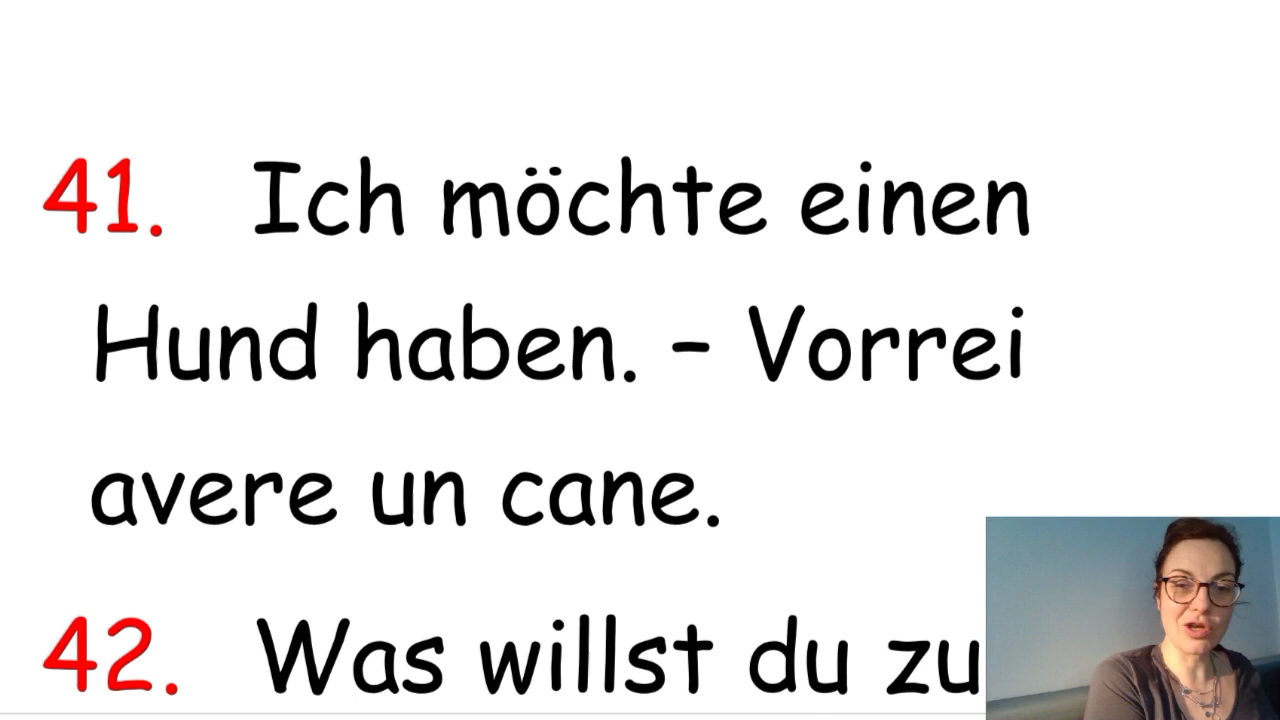 41. Ich möchte einen
Hund haben. – Vorrei
avere un cane.
42. Was willst du zu